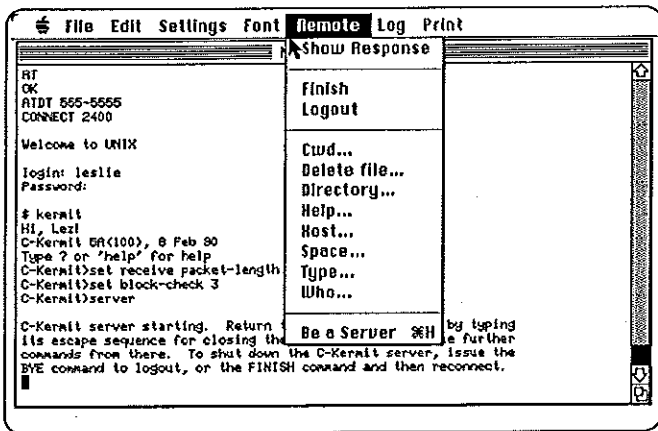 File Edit Settings Font Remote Log Print
Show Response
Finish
Logout
Cwd...
Delete file...
Directory...
Help...
Host...
Space...
Type...
Who...
Be a Server ⌘H
AT
OK
ATDT 555-5555
CONNECT 2400
Welcome to UNIX
login: leslie
Password:
$ kermit
Hi, Lez!
C-Kermit 5A(100), 8 Feb 90
Type ? or 'help' for help
C-Kermit>set receive packet-length
C-Kermit>set block-check 3
C-Kermit>server
C-Kermit server starting. Return by typing
its escape sequence for closing the further
commands from there. To shut down the C-Kermit server, issue the
BYE command to logout, or the FINISH command and then reconnect.